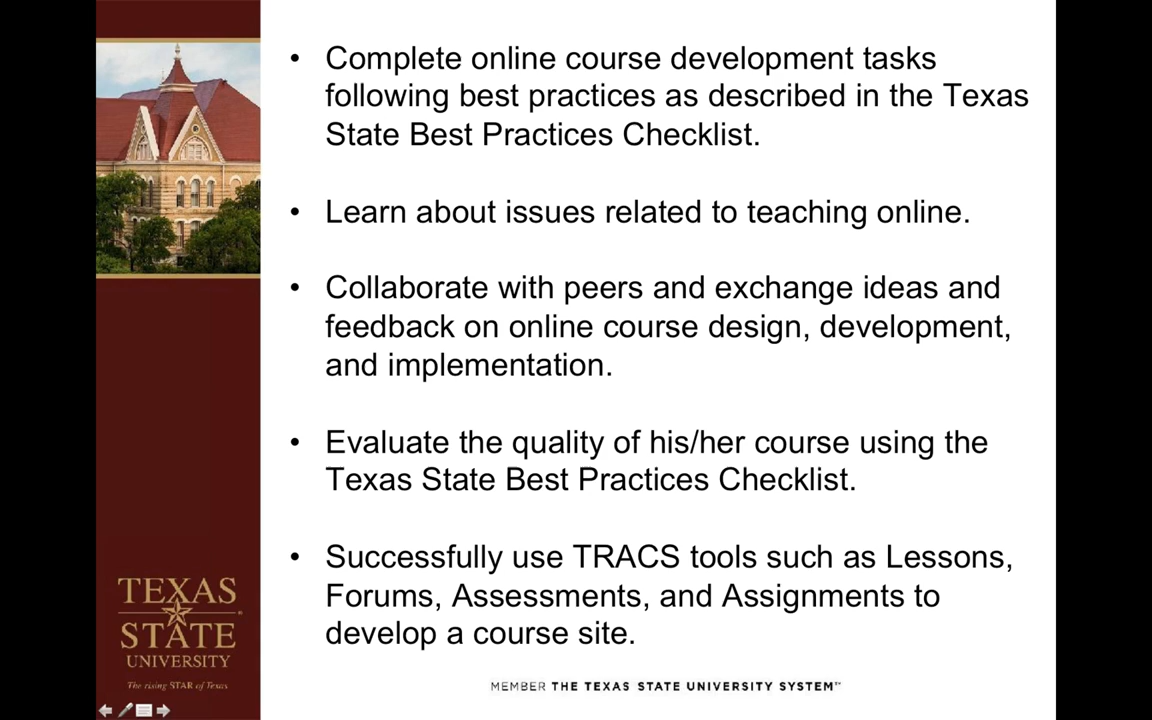 • Complete online course development tasks
following best practices as described in the Texas
State Best Practices Checklist.
• Learn about issues related to teaching online.
• Collaborate with peers and exchange ideas and
feedback on online course design, development,
and implementation.
• Evaluate the quality of his/her course using the
Texas State Best Practices Checklist.
• Successfully use TRACS tools such as Lessons,
Forums, Assessments, and Assignments to
develop a course site.
TEXAS
STATE®
UNIVERSITY
The rising STAR of Texas
MEMBER THE TEXAS STATE UNIVERSITY SYSTEM™